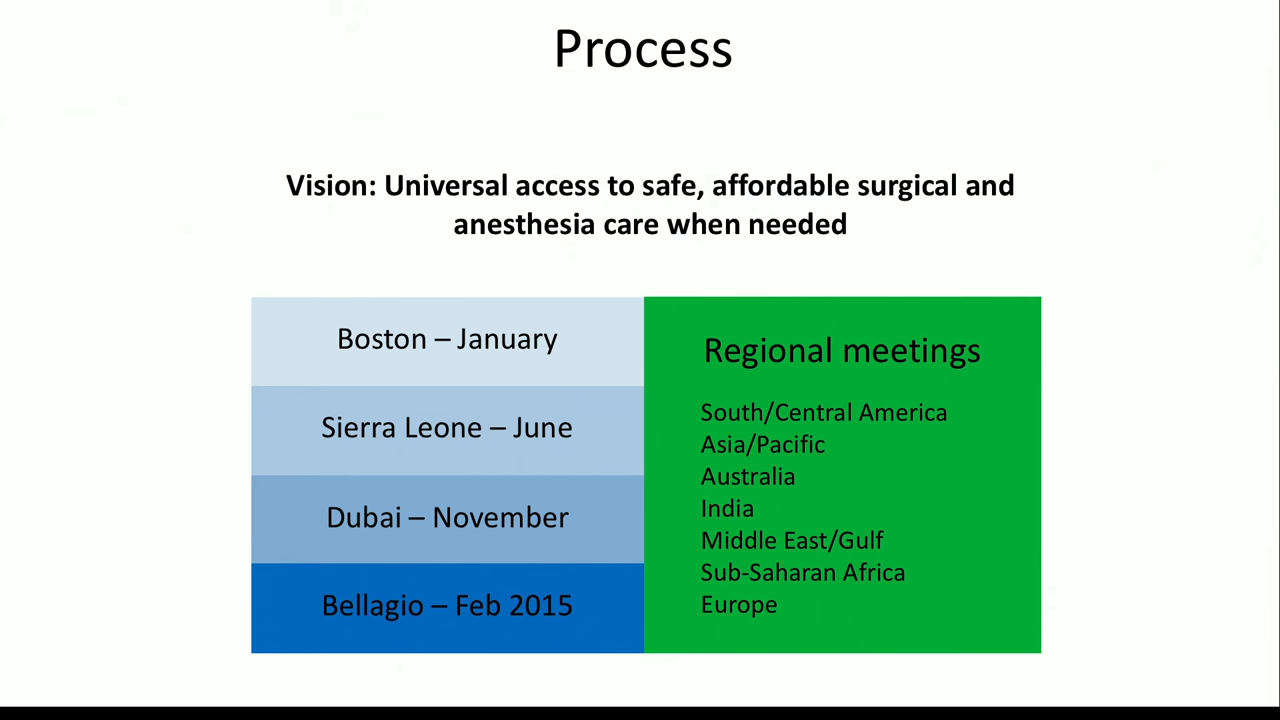 Process
Vision: Universal access to safe, affordable surgical and
anesthesia care when needed
Boston – January
Sierra Leone – June
Dubai – November
Bellagio – Feb 2015
Regional meetings
South/Central America
Asia/Pacific
Australia
India
Middle East/Gulf
Sub-Saharan Africa
Europe